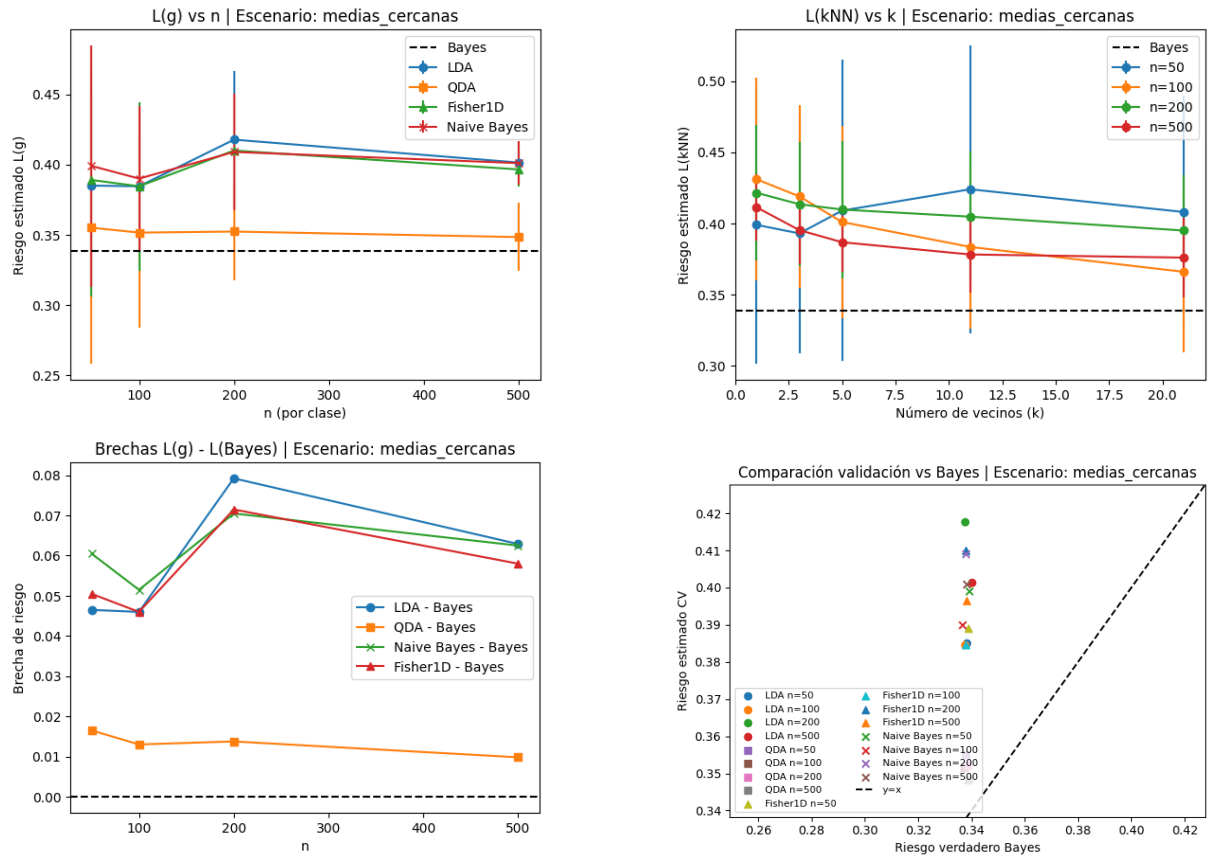 L(g) vs n | Escenario: medias_cercanas
Riesgo estimado L(g)
0.45
0.40
0.35
0.30
0.25
Bayes
LDA
QDA
Fisher1D
Naive Bayes
100
200
300
400
500
n (por clase)
L(kNN) vs k | Escenario: medias_cercanas
Riesgo estimado L(kNN)
0.50
0.45
0.40
0.35
0.30
Bayes
n=50
n=100
n=200
n=500
0.0
2.5
5.0
7.5
10.0
12.5
15.0
17.5
20.0
Número de vecinos (k)
Brechas L(g) - L(Bayes) | Escenario: medias_cercanas
Brecha de riesgo
0.08
0.07
0.06
0.05
0.04
0.03
0.02
0.01
0.00
LDA - Bayes
QDA - Bayes
Naive Bayes - Bayes
Fisher1D - Bayes
100
200
300
400
500
n
Comparación validación vs Bayes | Escenario: medias_cercanas
Riesgo estimado CV
0.42
0.41
0.40
0.39
0.38
0.37
0.36
0.35
0.34
LDA n=50
LDA n=100
LDA n=200
LDA n=500
QDA n=50
QDA n=100
QDA n=200
QDA n=500
Fisher1D n=50
Fisher1D n=100
Fisher1D n=200
Fisher1D n=500
Naive Bayes n=50
Naive Bayes n=100
Naive Bayes n=200
Naive Bayes n=500
y=x
0.26
0.28
0.30
0.32
0.34
0.36
0.38
0.40
0.42
Riesgo verdadero Bayes